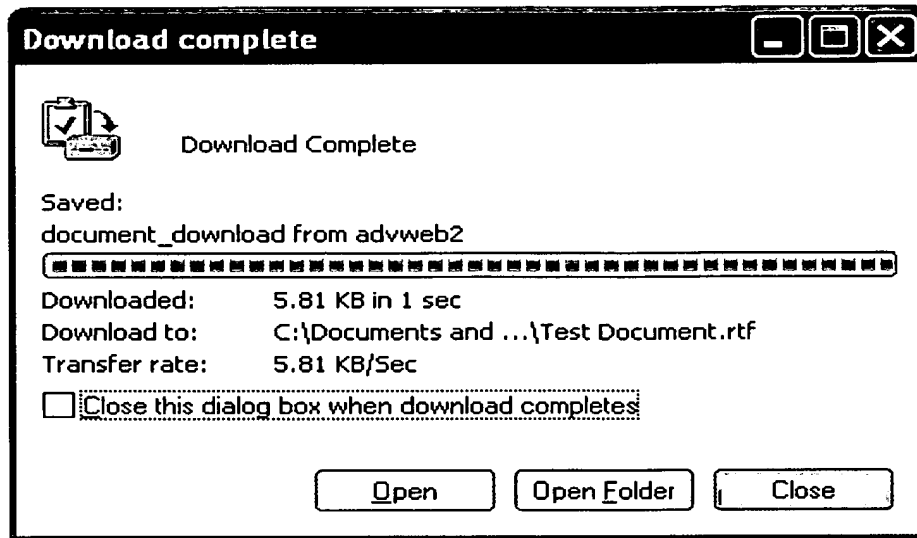 Download complete
Download Complete
Saved:
document_download from advweb2
Downloaded: 5.81 KB in 1 sec
Download to: C:\Documents and ...\Test Document.rtf
Transfer rate: 5.81 KB/Sec
Close this dialog box when download completes
Open Open Folder Close